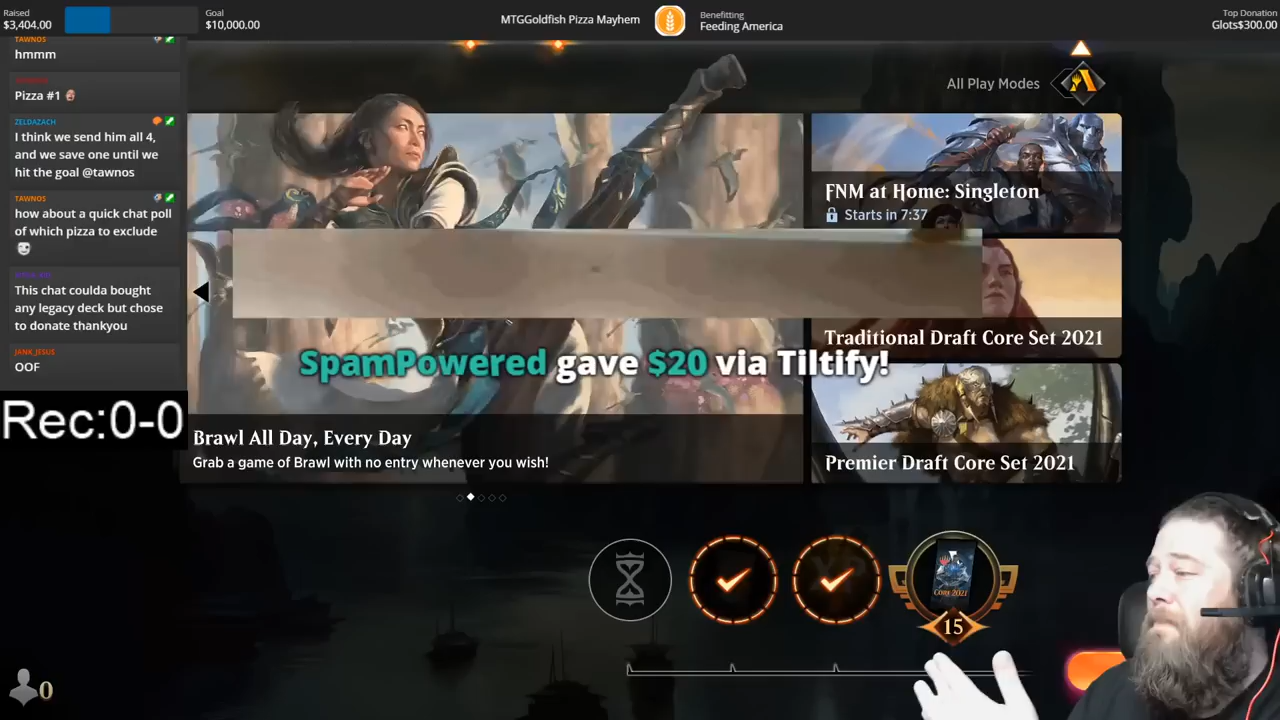 Raised
$3,404.00
Goal
$10,000.00
MTGGoldfish Pizza Mayhem
Benefitting
Feeding America
Top Donation
Glots$300.00
TAWNOS
hmmm
Pizza #1
ZELDAZACH
I think we send him all 4,
and we save one until we
hit the goal @tawnos
TAWNOS
how about a quick chat poll
of which pizza to exclude
This chat coulda bought
any legacy deck but chose
to donate thankyou
JANK_JESUS
OOF
Rec:0-0
All Play Modes
FNM at Home: Singleton
Starts in 7:37
Traditional Draft Core Set 2021
Premier Draft Core Set 2021
SpamPowered gave $20 via Tiltify!
Brawl All Day, Every Day
Grab a game of Brawl with no entry whenever you wish!
CORE 2021
15
0